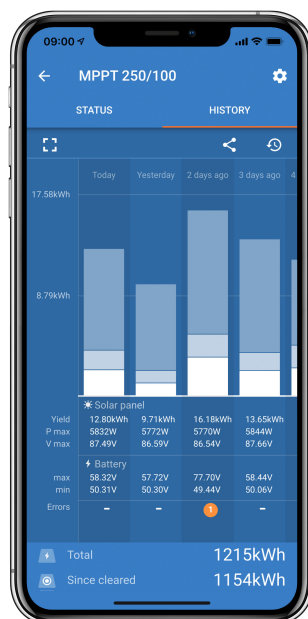 09:00
MPPT 250/100
STATUS HISTORY
Today Yesterday 2 days ago 3 days ago 4
17.58kWh
8.79kWh
Solar panel
Yield 12.80kWh 9.71kWh 16.18kWh 13.65kWh
P max 5832W 5772W 5770W 5844W
V max 87.49V 86.59V 86.54V 87.66V
Battery
max 58.32V 57.72V 77.70V 58.44V
min 50.31V 50.30V 49.44V 50.06V
Errors – – 1 –
Total 1215kWh
Since cleared 1154kWh